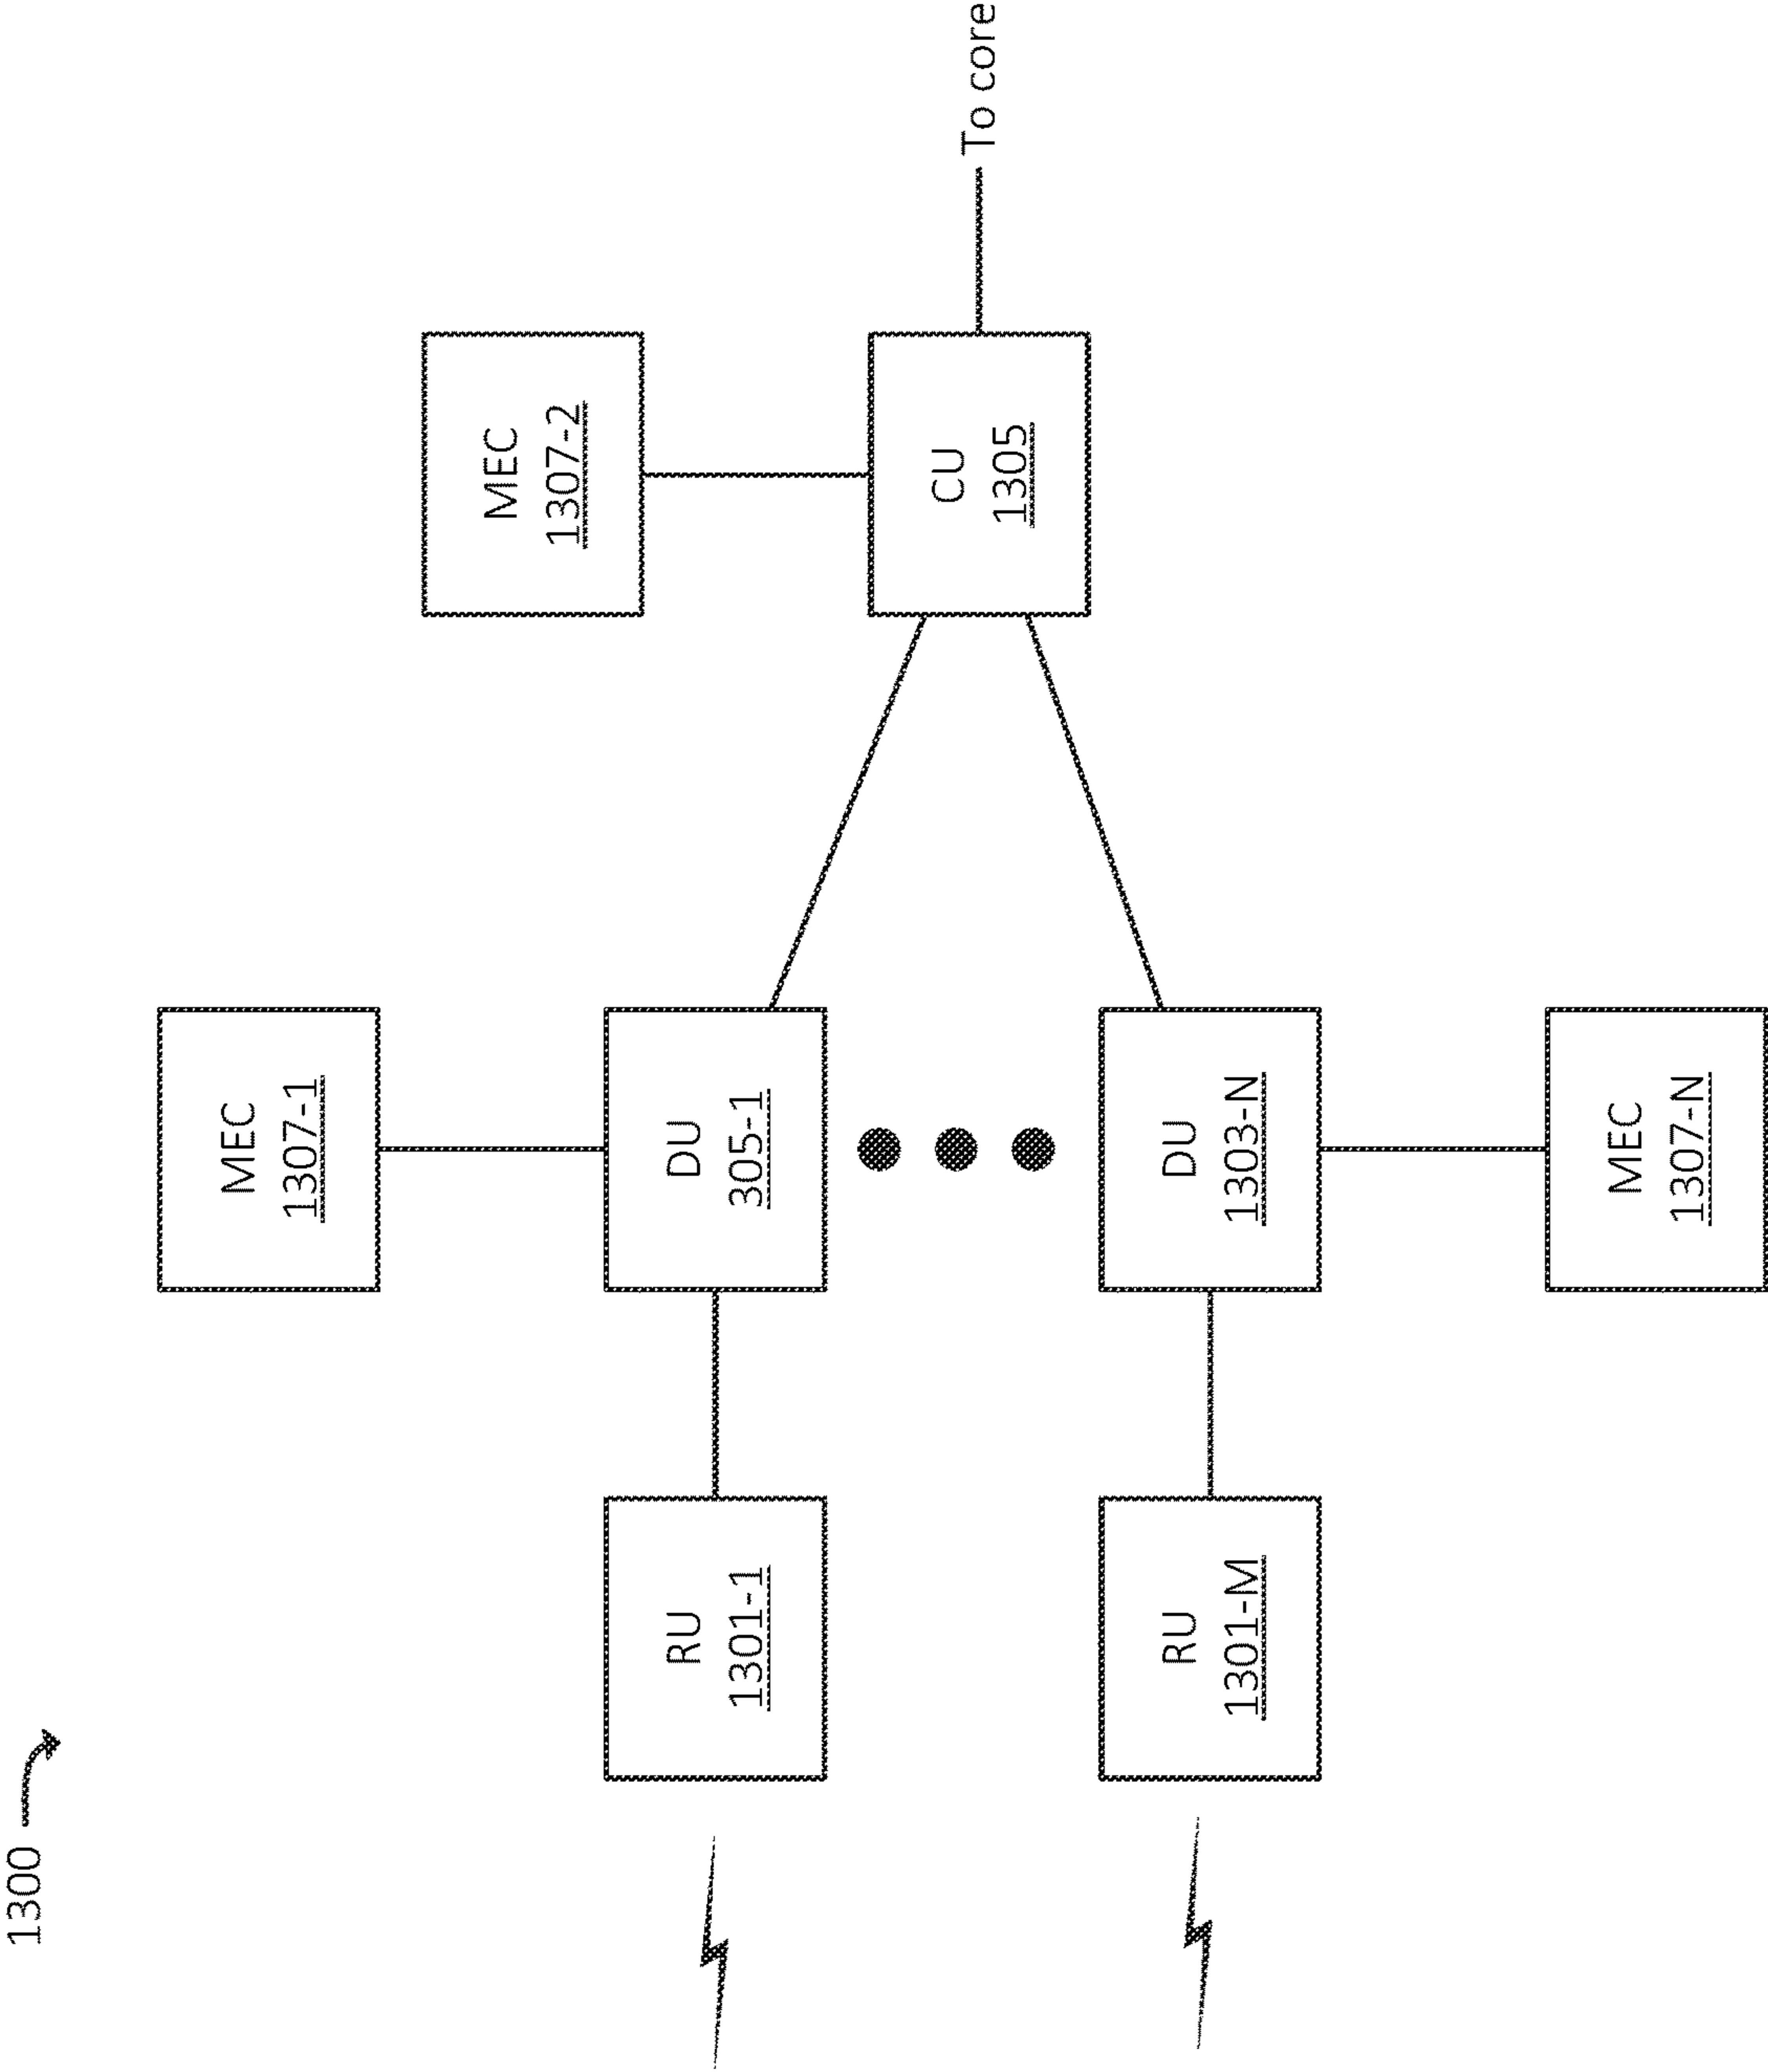 1300
MEC
1307-1
MEC
1307-2
RU
1301-1
DU
305-1
CU
1305
To core
RU
1301-M
DU
1303-N
MEC
1307-N